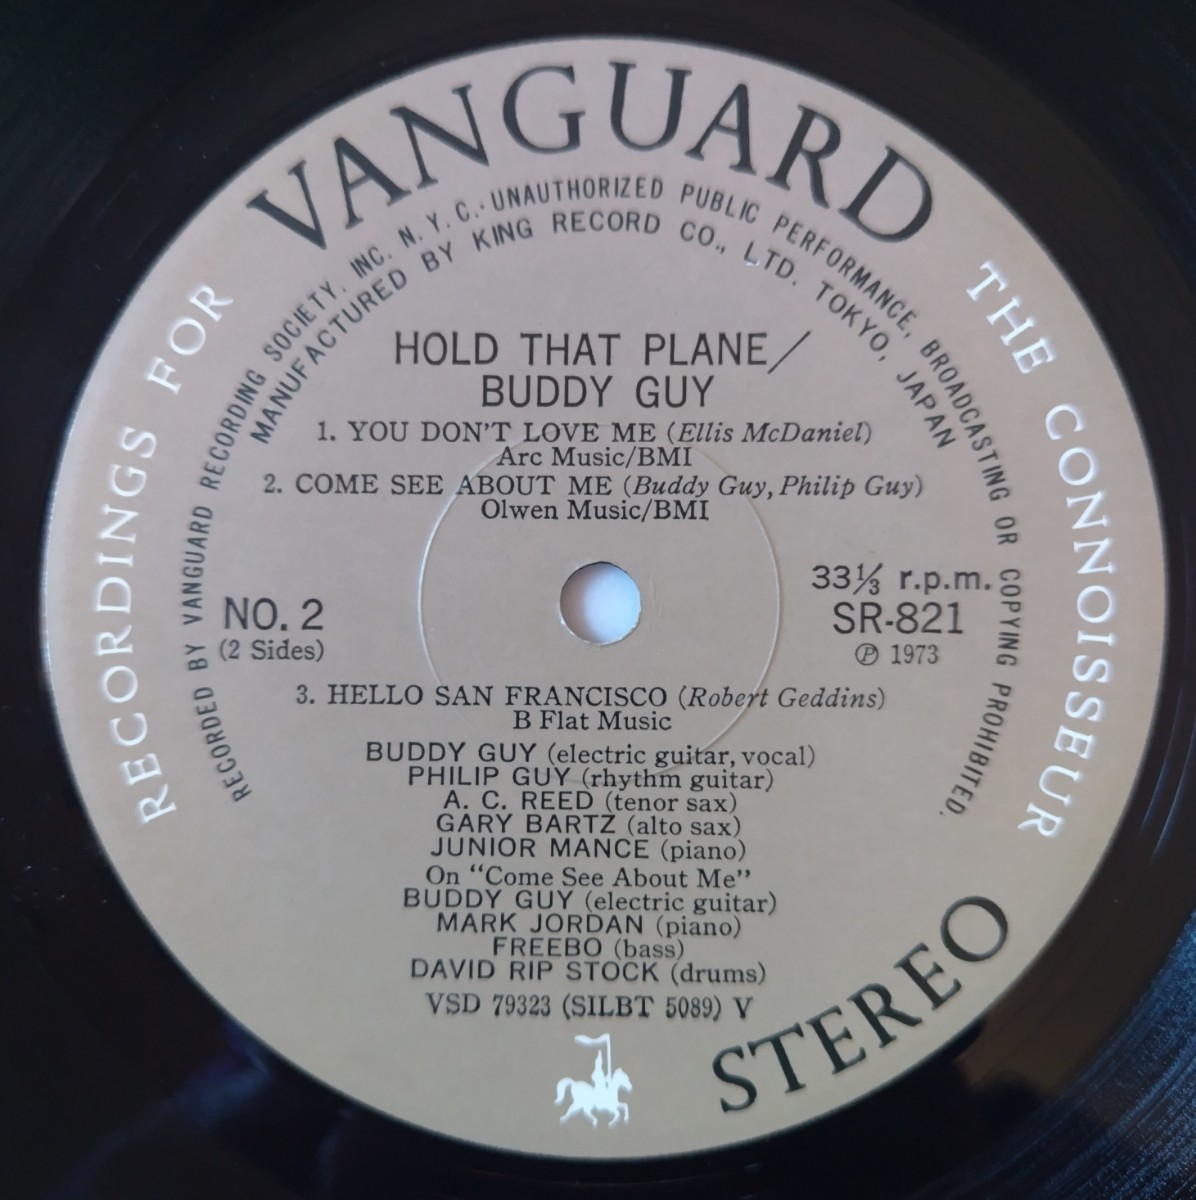 VANGUARD
RECORDINGS FOR THE CONNOISSEUR
RECORDED BY VANGUARD RECORDING SOCIETY. INC. N. Y. C.· UNAUTHORIZED PUBLIC PERFORMANCE, BROADCASTING OR COPYING PROHIBITED.
MANUFACTURED BY KING RECORD CO., LTD. TOKYO, JAPAN
HOLD THAT PLANE/
BUDDY GUY
1. YOU DON'T LOVE ME (Ellis McDaniel)
Arc Music/BMI
2. COME SEE ABOUT ME (Buddy Guy, Philip Guy)
Olwen Music/BMI
33⅓ r.p.m.
NO. 2 SR-821
(2 Sides) Ⓟ 1973
3. HELLO SAN FRANCISCO (Robert Geddins)
B Flat Music
BUDDY GUY (electric guitar, vocal)
PHILIP GUY (rhythm guitar)
A. C. REED (tenor sax)
GARY BARTZ (alto sax)
JUNIOR MANCE (piano)
On “Come See About Me”
BUDDY GUY (electric guitar)
MARK JORDAN (piano)
FREEBO (bass)
DAVID RIP STOCK (drums)
VSD 79323 (SILBT 5089) V
STEREO